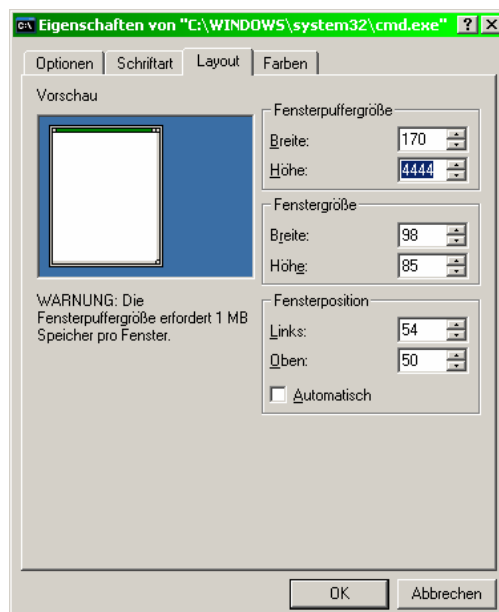 Eigenschaften von "C:\WINDOWS\system32\cmd.exe"
Optionen Schriftart Layout Farben
Vorschau
Fensterpuffergröße
Breite: 170
Höhe: 4444
Fenstergröße
Breite: 98
Höhe: 85
WARNUNG: Die
Fensterpuffergröße erfordert 1 MB
Speicher pro Fenster.
Fensterposition
Links: 54
Oben: 50
Automatisch
OK Abbrechen